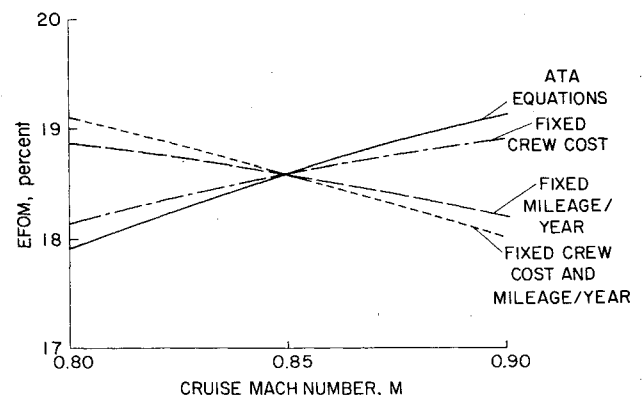 20
19
18
17
EFOM, percent
0.80
0.85
0.90
CRUISE MACH NUMBER, M
ATA
EQUATIONS
FIXED
CREW COST
FIXED
MILEAGE/
YEAR
FIXED CREW
COST AND
MILEAGE/YEAR